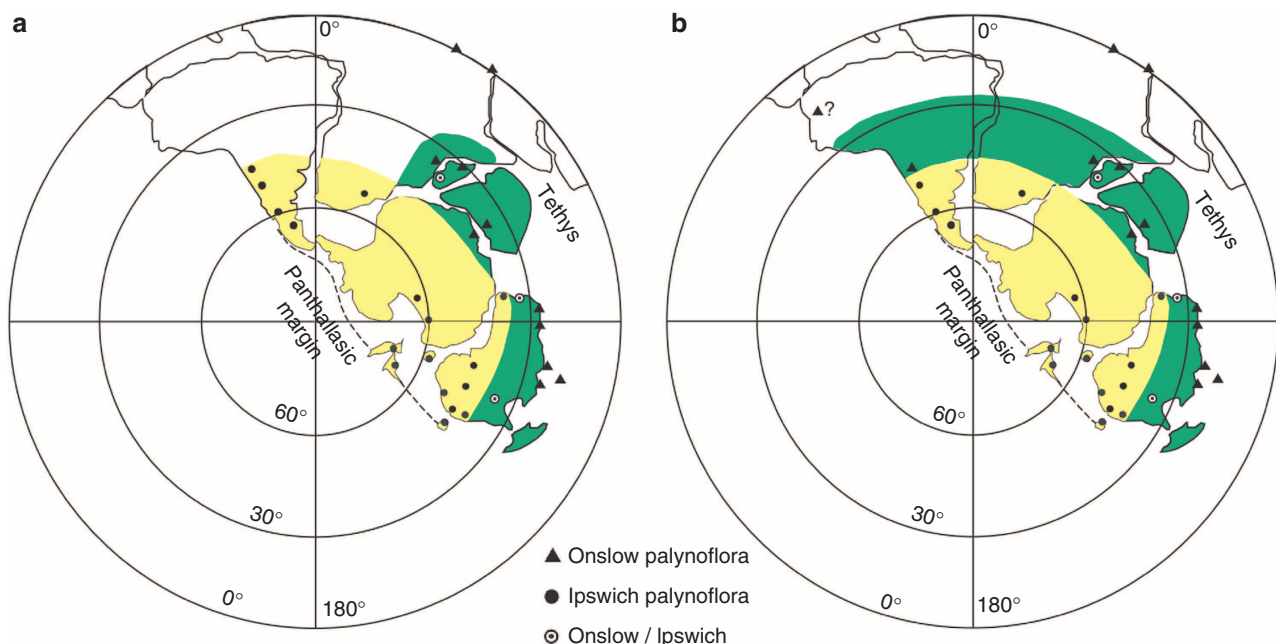 a
0°
Tethys
Panthallasic
margin
60°
30°
0°
180°
b
0°
?
Tethys
Panthallasic
margin
60°
30°
0°
180°
Onslow palynoflora
Ipswich palynoflora
Onslow / Ipswich